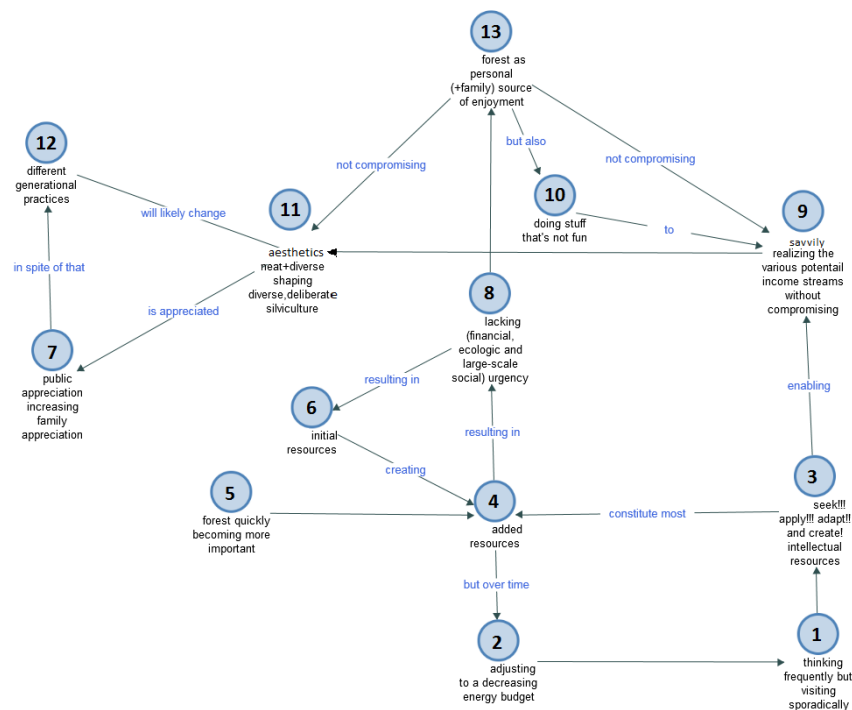 13
forest as
personal
(+family) source
of enjoyment
12
different
generational
practices
not compromising
but also
not compromising
10
doing stuff
that's not fun
will likely change
11
9
to
savvily
realizing the
various potentail
income streams
without
compromising
aesthetics
neat+diverse
shaping
diverse,deliberate
silviculture
in spite of that
8
lacking
(financial,
ecologic and
large-scale
social) urgency
is appreciated
7
public
appreciation
increasing
family
appreciation
resulting in
enabling
6
initial
resources
resulting in
creating
5
forest quickly
becoming more
important
4
added
resources
constitute most
3
seek!!!
apply!!! adapt!!
and create!
intellectual
resources
but over time
2
adjusting
to a decreasing
energy budget
1
thinking
frequently but
visiting
sporadically